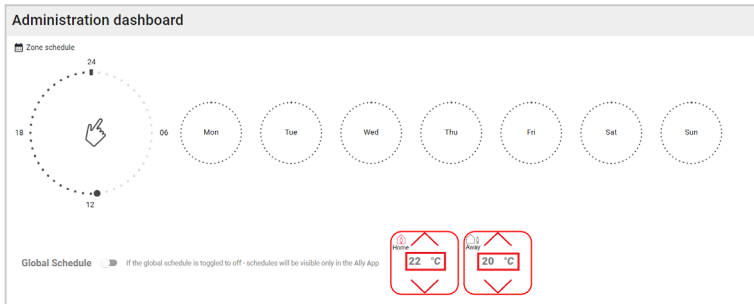 Administration dashboard
Zone schedule
24
18
06
Mon
Tue
Wed
Thu
Fri
Sat
Sun
12
Home
Away
22 °C
20 °C
Global Schedule
If the global schedule is toggled to off - schedules will be visible only in the Ally App